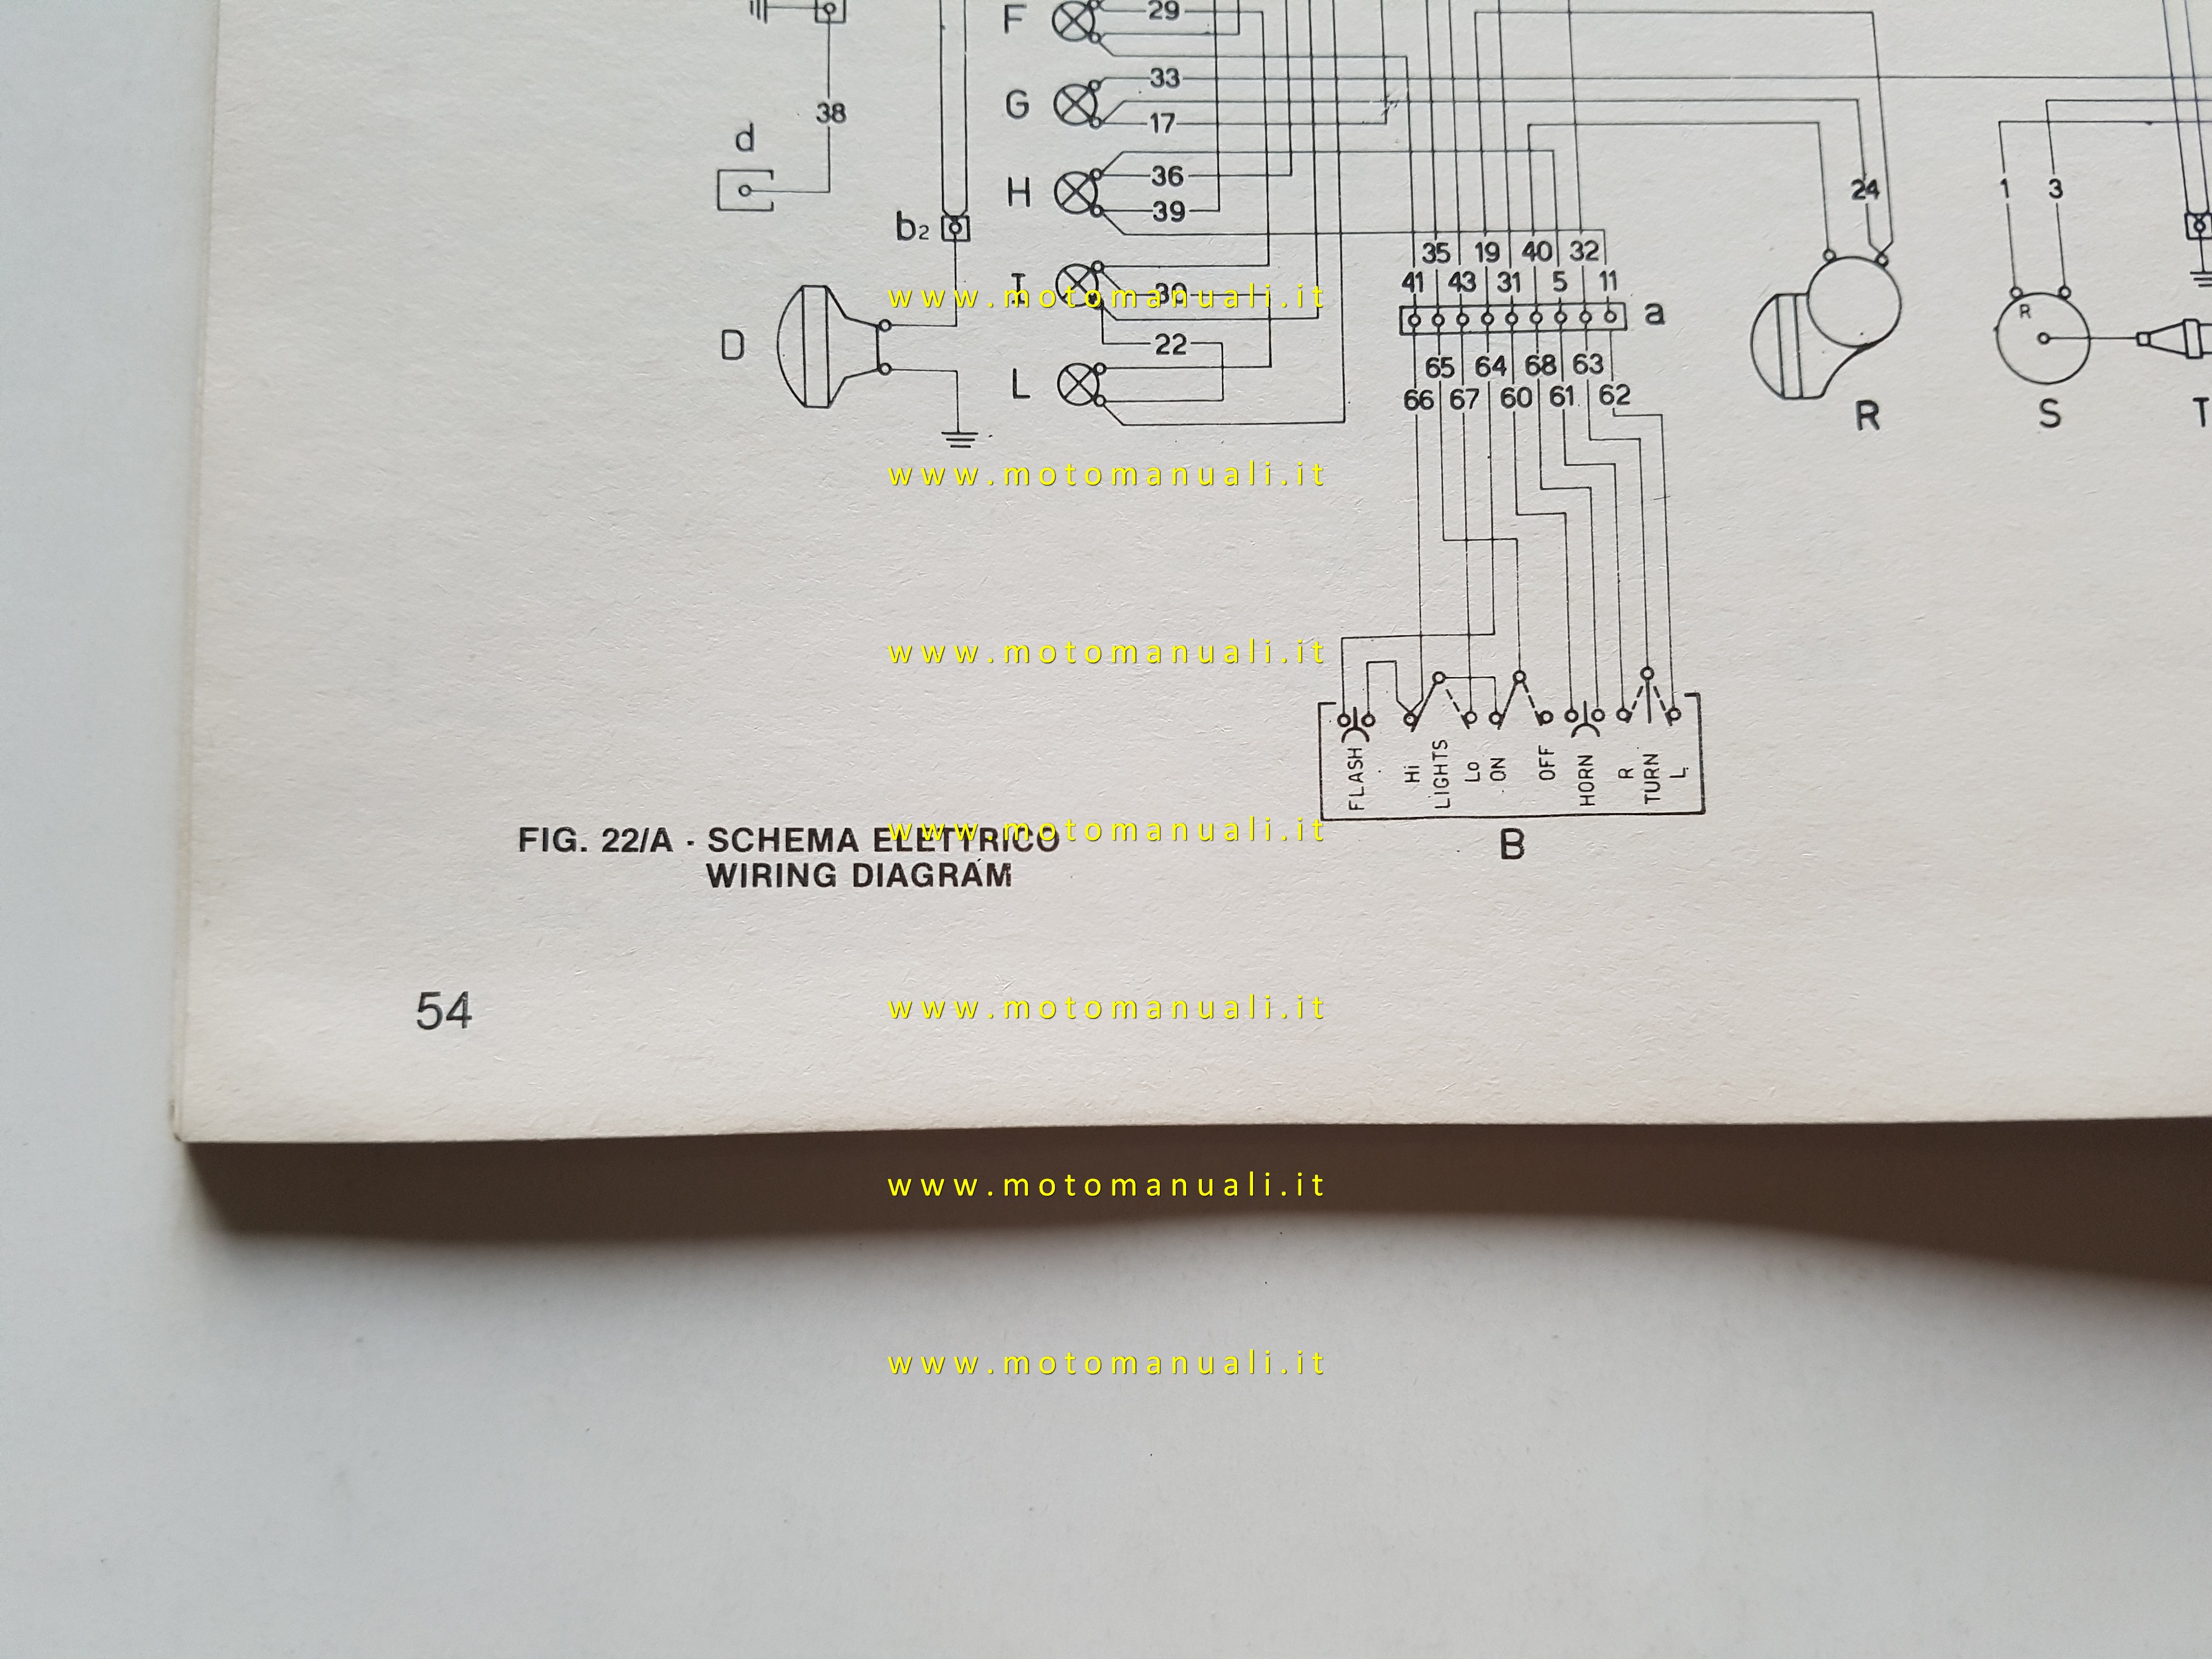 F 29
G 33
17
38
d
H 36
39
b2
24
1 3
35 19 40 32
41 43 31 5 11
a
I 30
www.motomanuali.it
R
D
22
L
65 64 68 63
66 67 60 61 62
R S T
www.motomanuali.it
www.motomanuali.it
FLASH Hi LIGHTS Lo ON OFF HORN R TURN L
FIG. 22/A - SCHEMA ELETTRICO
www.motomanuali.it
B
WIRING DIAGRAM
54
www.motomanuali.it
www.motomanuali.it
www.motomanuali.it